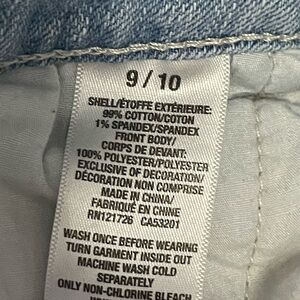 9 / 10
SHELL/ÉTOFFE EXTÉRIEURE:
99% COTTON/COTON
1% SPANDEX/SPANDEX
FRONT BODY/
CORPS DE DEVANT:
100% POLYESTER/POLYESTER
EXCLUSIVE OF DECORATION/
DÉCORATION NON COMPRISE
MADE IN CHINA/
FABRIQUÉ EN CHINE
RN121726 CA53201
WASH ONCE BEFORE WEARING
TURN GARMENT INSIDE OUT
MACHINE WASH COLD
SEPARATELY
ONLY NON-CHLORINE BLEACH